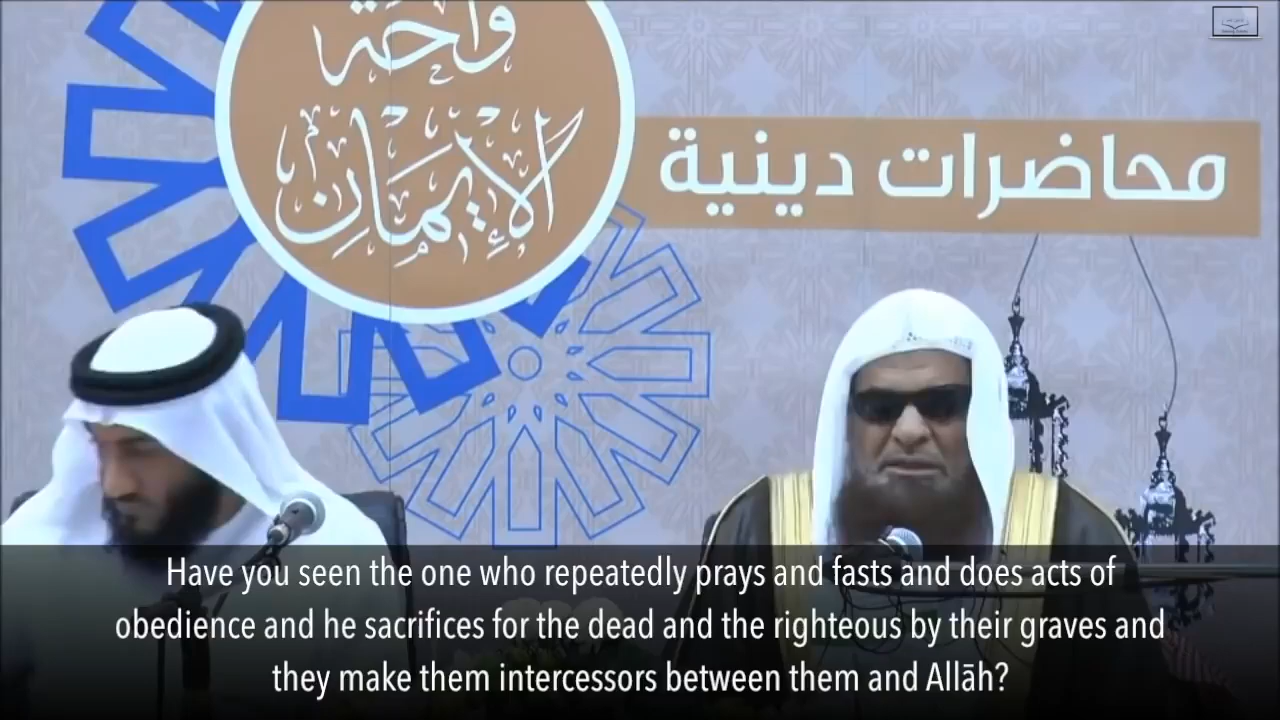 واحة
الإيمان
محاضرات دينية
Have you seen the one who repeatedly prays and fasts and does acts of
obedience and he sacrifices for the dead and the righteous by their graves and
they make them intercessors between them and Allāh?